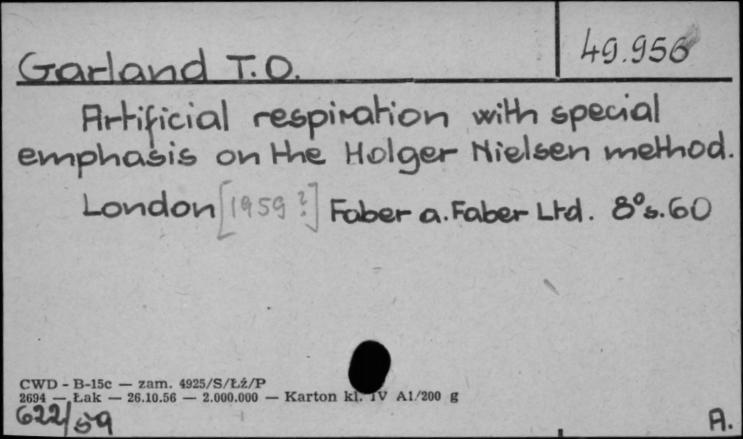 49.956
Garland T.O.
Artificial respiration with special
emphasis on the Holger Nielsen method.
London [1959?] Faber a. Faber Ltd. 8°s.60
CWD - B-15c — zam. 4925/S/Łż/P
2694 — Łak — 26.10.56 — 2.000.000 — Karton kl. IV A1/200 g
622/59
A.